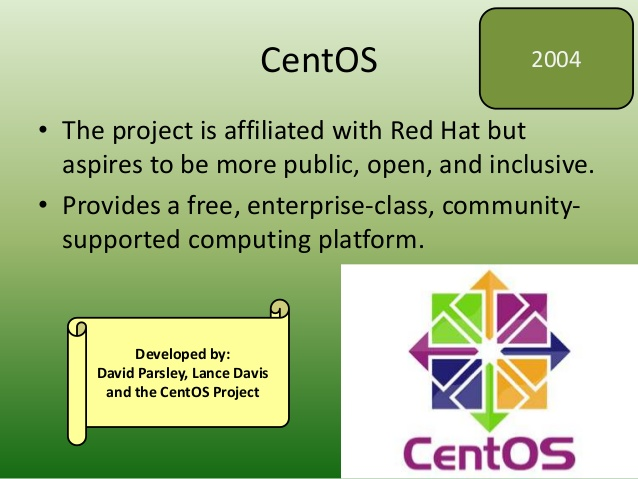 CentOS
2004
• The project is affiliated with Red Hat but
aspires to be more public, open, and inclusive.
• Provides a free, enterprise-class, community-
supported computing platform.
Developed by:
David Parsley, Lance Davis
and the CentOS Project
CentOS